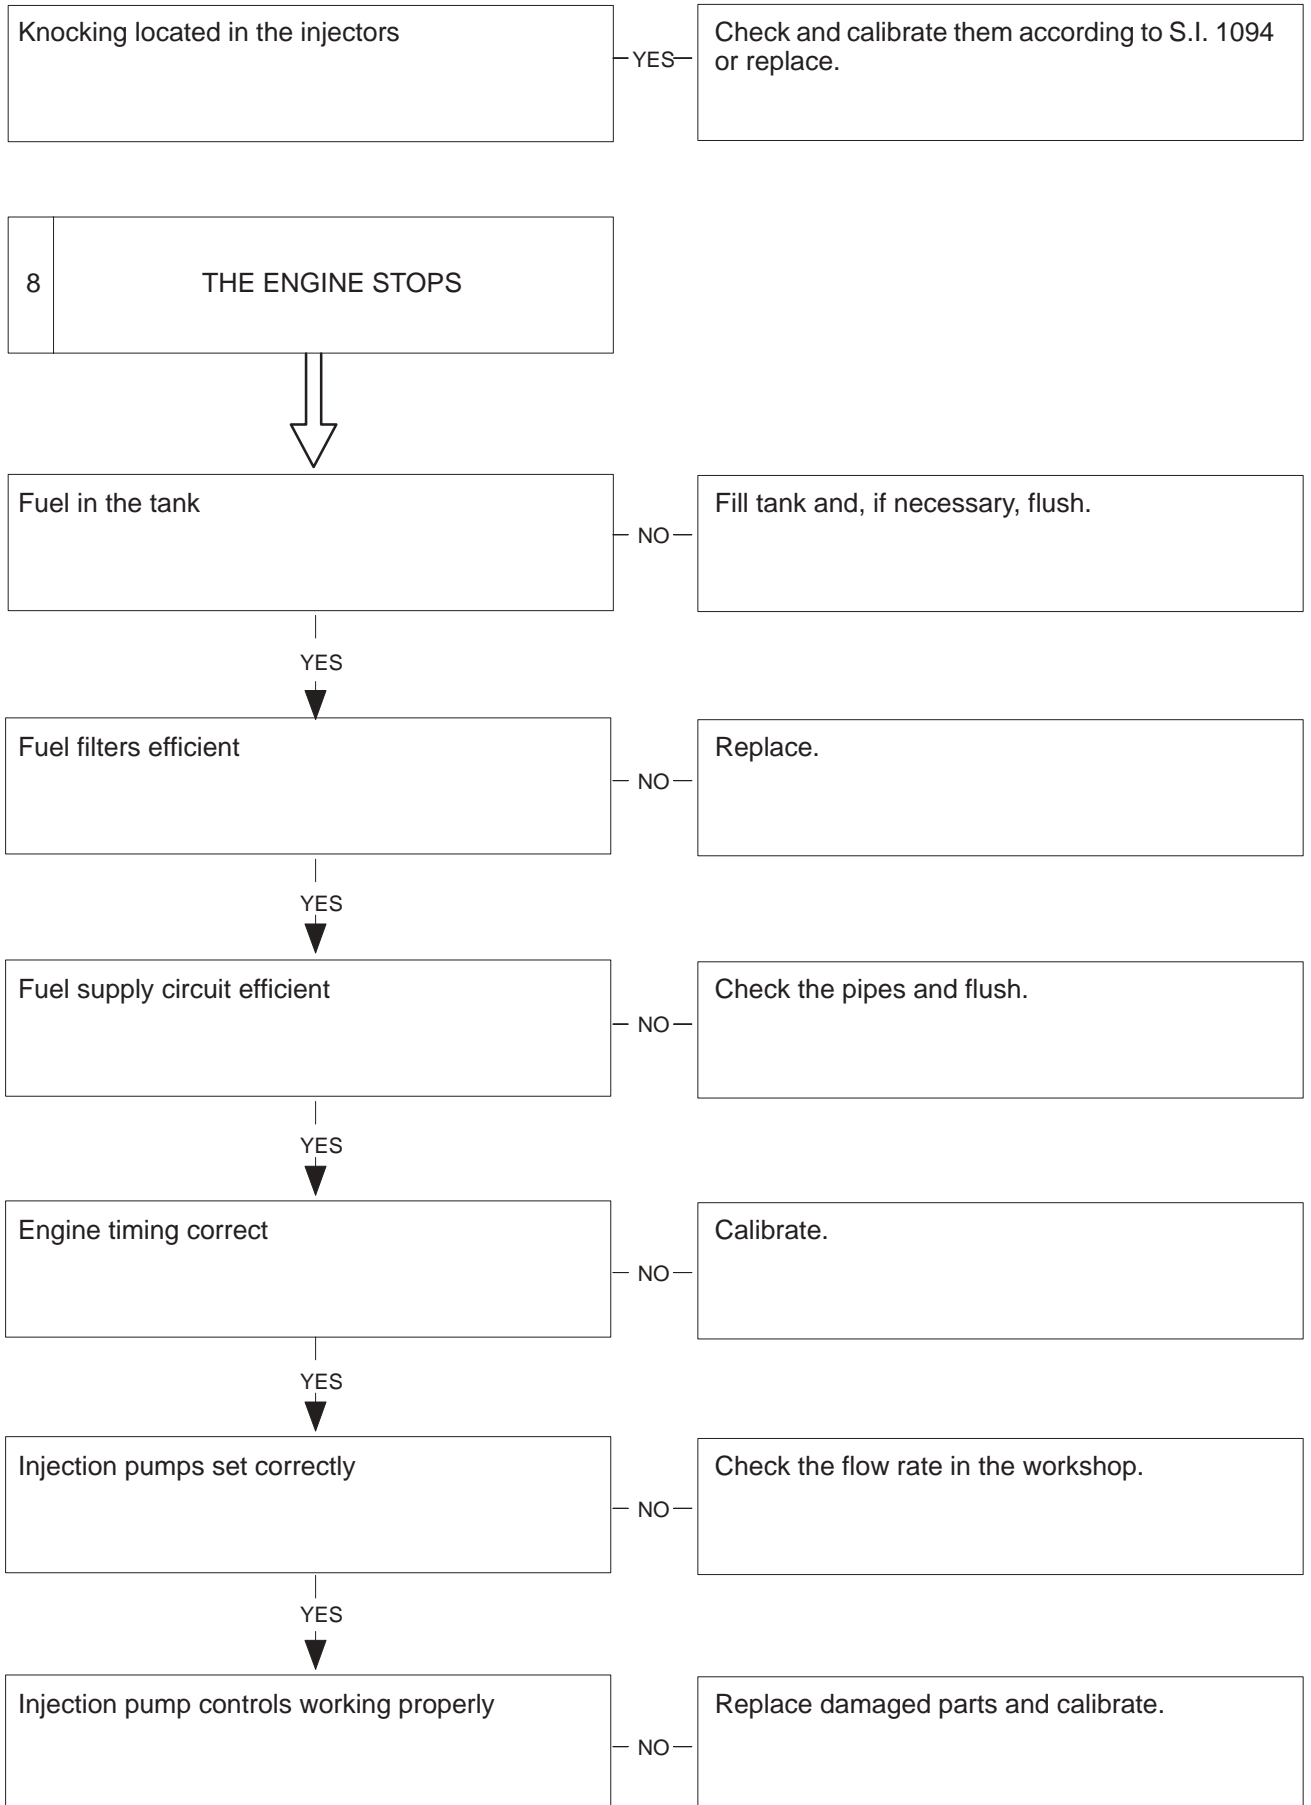 Knocking located in the injectors
YES
Check and calibrate them according to S.I. 1094
or replace.
8
THE ENGINE STOPS
Fuel in the tank
NO
Fill tank and, if necessary, flush.
YES
Fuel filters efficient
NO
Replace.
YES
Fuel supply circuit efficient
NO
Check the pipes and flush.
YES
Engine timing correct
NO
Calibrate.
YES
Injection pumps set correctly
NO
Check the flow rate in the workshop.
YES
Injection pump controls working properly
NO
Replace damaged parts and calibrate.